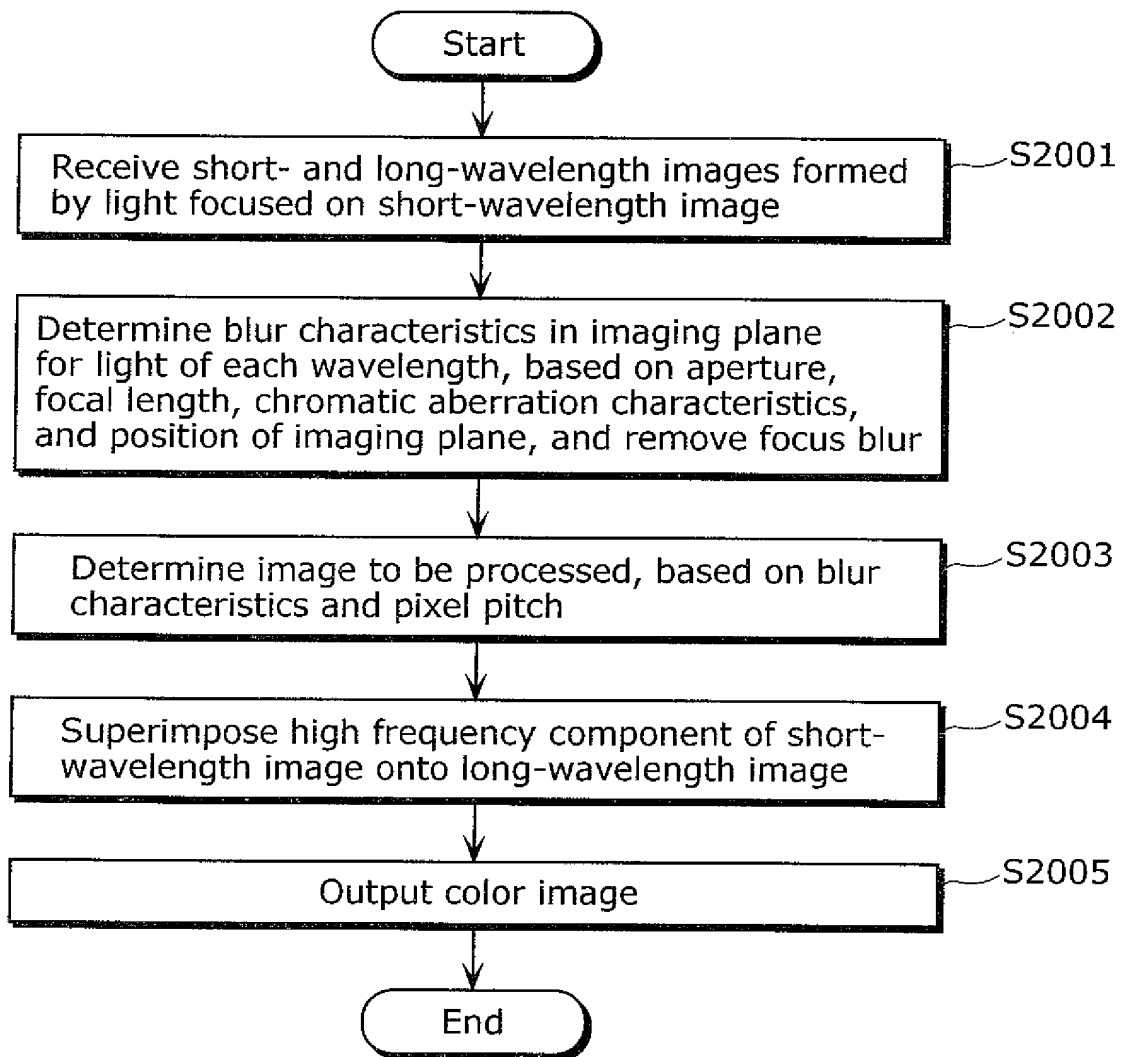 Start
Receive short- and long-wavelength images formed
by light focused on short-wavelength image
S2001
Determine blur characteristics in imaging plane
for light of each wavelength, based on aperture,
focal length, chromatic aberration characteristics,
and position of imaging plane, and remove focus blur
S2002
Determine image to be processed, based on blur
characteristics and pixel pitch
S2003
Superimpose high frequency component of short-
wavelength image onto long-wavelength image
S2004
Output color image
S2005
End